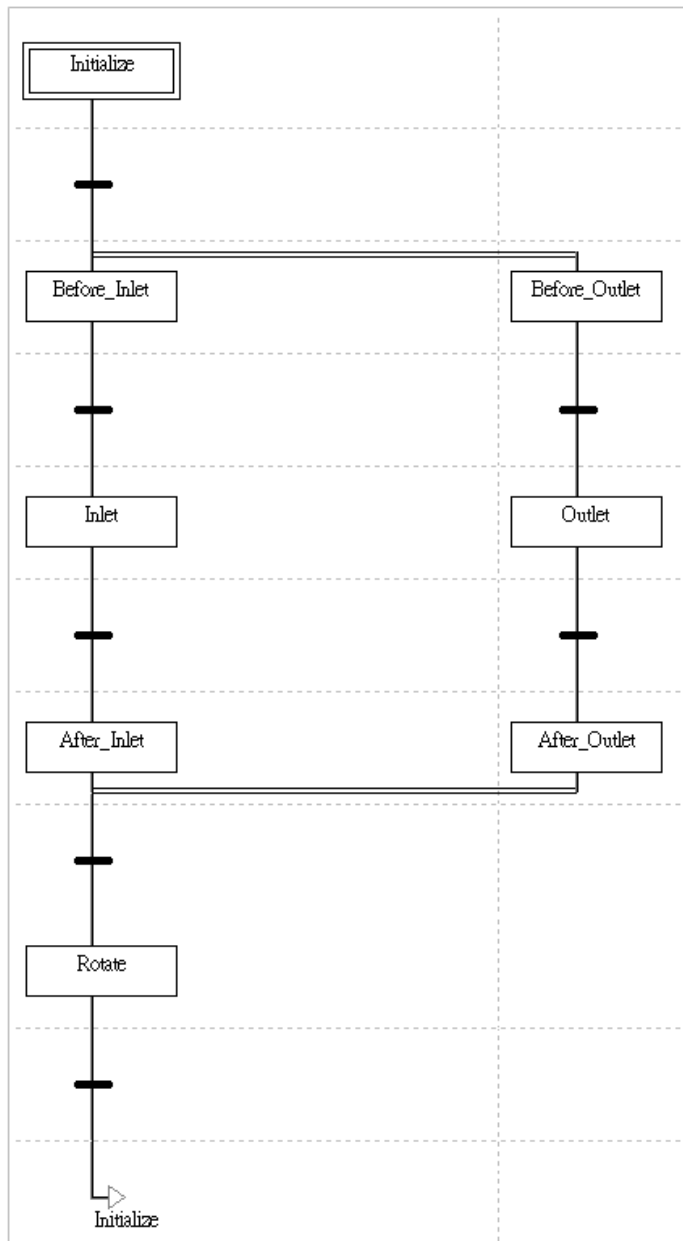 Initialize
Before_Inlet
Before_Outlet
Inlet
Outlet
After_Inlet
After_Outlet
Rotate
Initialize